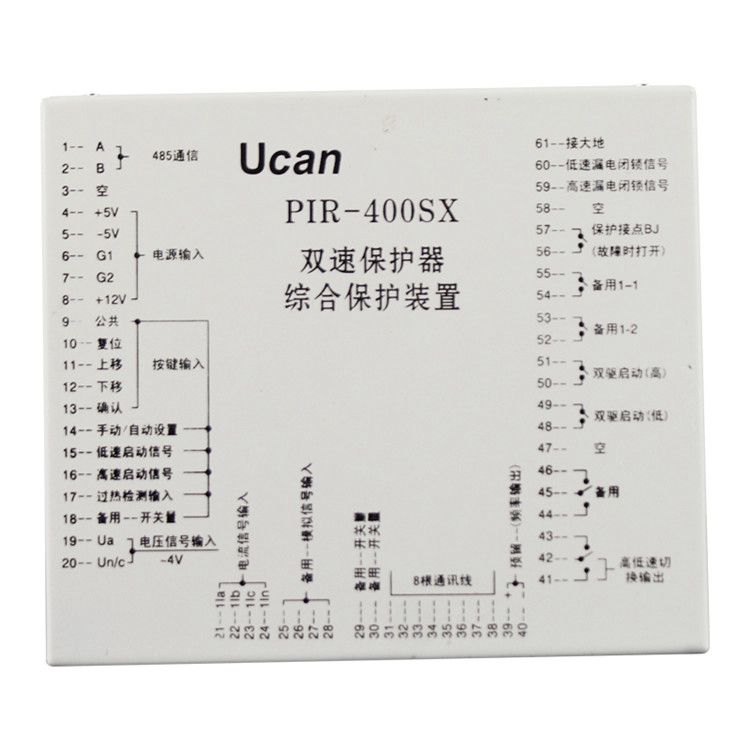 Ucan
PIR-400SX
双速保护器
综合保护装置
1-- A
2-- B
485通信
3-- 空
4-- +5V
5-- -5V
6-- G1
7-- G2
8-- +12V
电源输入
9-- 公共
10-- 复位
11-- 上移
12-- 下移
13-- 确认
按键输入
14-- 手动/自动设置
15-- 低速启动信号
16-- 高速启动信号
17-- 过热检测输入
18-- 备用--开关量
19-- Ua
20-- Un/c
电压信号输入
~4V
21--1Ia
22--1Ib
23--1Ic
24--1In
电流信号输入
25--
26--
27--
28--
备用--模拟信号输入
29-- 备用--开关量
30-- 备用--开关量
31--
32--
33--
34--
35--
36--
37--
38--
8根通讯线
39-- +
40-- -
预留--(频率输出)
61--接大地
60--低速漏电闭锁信号
59--高速漏电闭锁信号
58-- 空
57--
56--
保护接点BJ
(故障时打开)
55--
54--
备用1-1
53--
52--
备用1-2
51--
50--
双驱启动(高)
49--
48--
双驱启动(低)
47-- 空
46--
45--
44--
备用
43--
42--
41--
高低速切
换输出